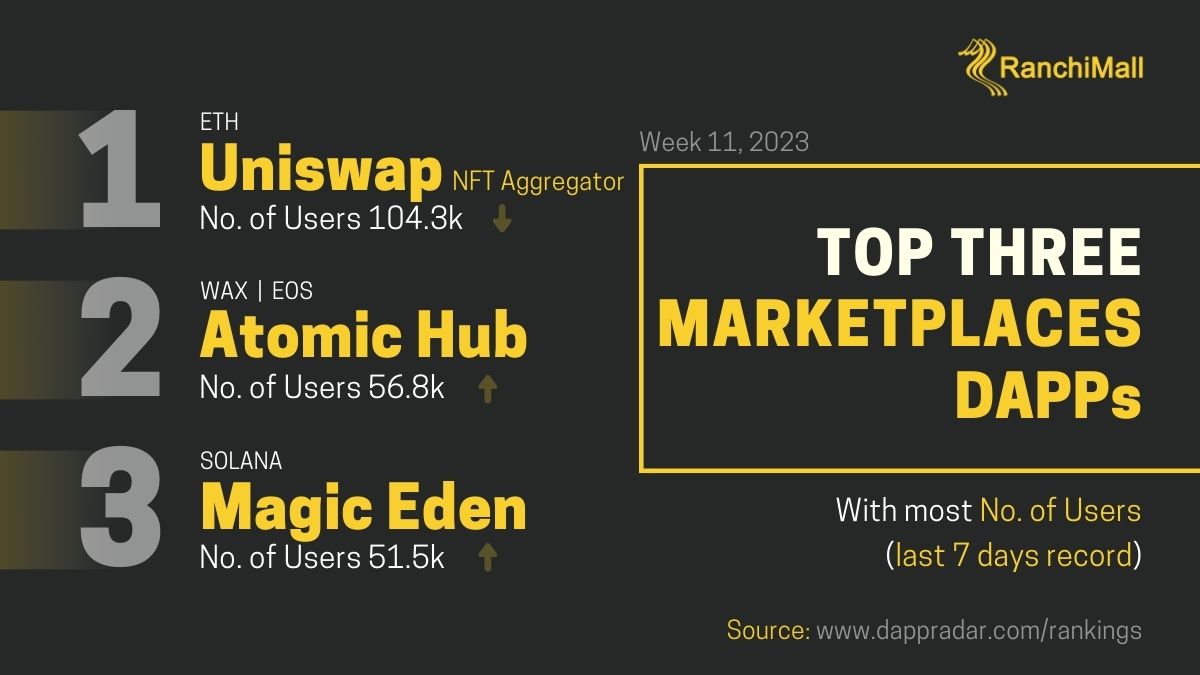 RanchiMall
1
ETH
Uniswap NFT Aggregator
No. of Users 104.3k
2
WAX | EOS
Atomic Hub
No. of Users 56.8k
3
SOLANA
Magic Eden
No. of Users 51.5k
Week 11, 2023
TOP THREE
MARKETPLACES
DAPPs
With most No. of Users
(last 7 days record)
Source: www.dappradar.com/rankings